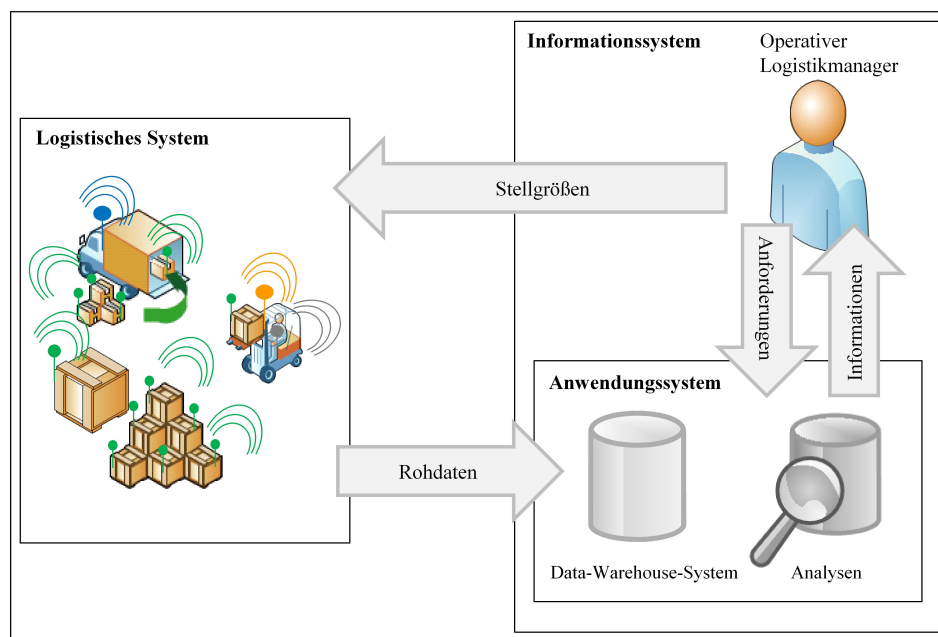 Informationssystem
Operativer
Logistikmanager
Logistisches System
Stellgrößen
Anforderungen
Informationen
Anwendungssystem
Rohdaten
Data-Warehouse-System
Analysen